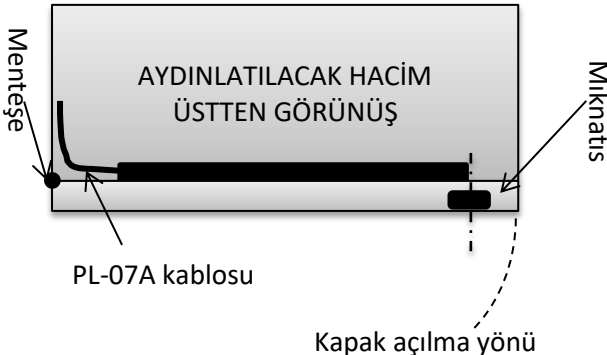 Menteşe
AYDINLATILACAK HACİM
ÜSTTEN GÖRÜNÜŞ
Mıknatıs
PL-07A kablosu
Kapak açılma yönü